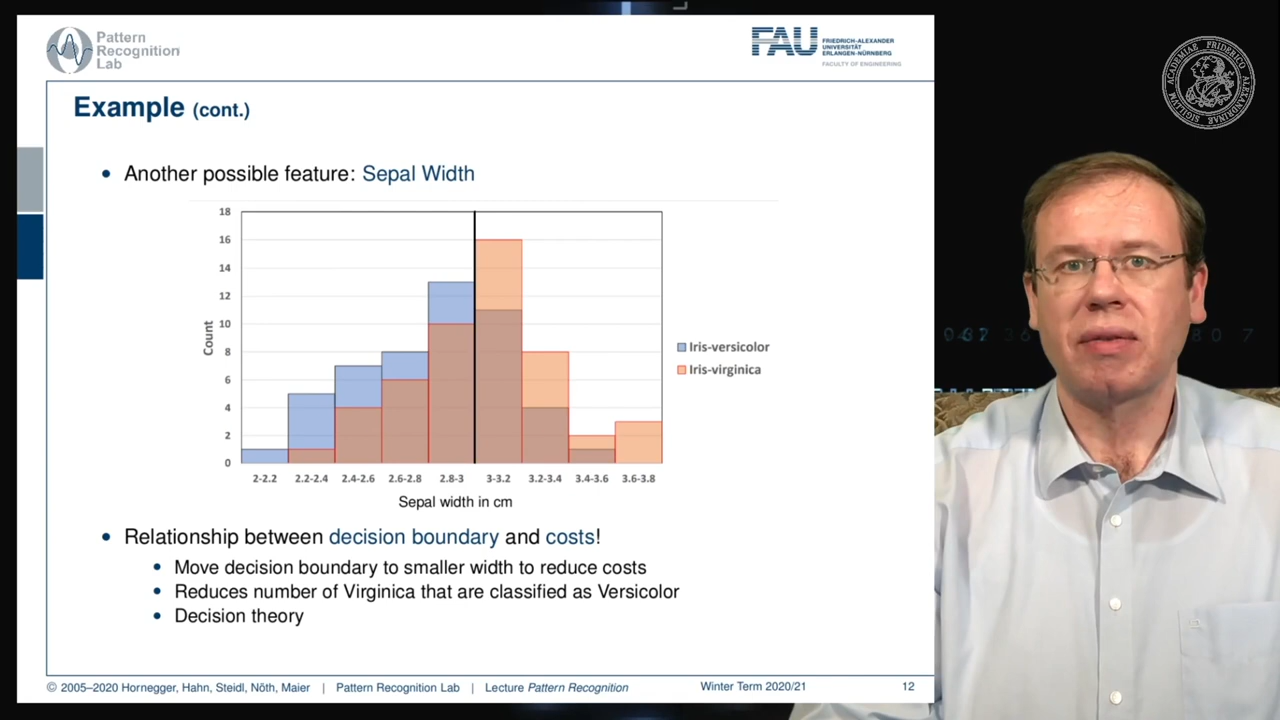 Pattern
Recognition
Lab
FAU
FRIEDRICH-ALEXANDER
UNIVERSITÄT
ERLANGEN-NÜRNBERG
FACULTY OF ENGINEERING
Example (cont.)
• Another possible feature: Sepal Width
18
16
14
12
10
8
6
4
2
0
Count
2-2.2 2.2-2.4 2.4-2.6 2.6-2.8 2.8-3 3-3.2 3.2-3.4 3.4-3.6 3.6-3.8
Sepal width in cm
Iris-versicolor
Iris-virginica
• Relationship between decision boundary and costs!
• Move decision boundary to smaller width to reduce costs
• Reduces number of Virginica that are classified as Versicolor
• Decision theory
© 2005–2020 Hornegger, Hahn, Steidl, Nöth, Maier | Pattern Recognition Lab | Lecture Pattern Recognition Winter Term 2020/21 12